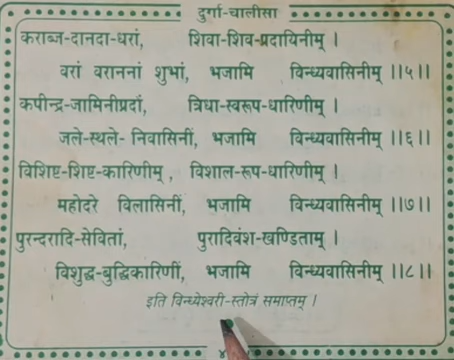 दुर्गा-चालीसा
कराब्ज-दानदा-धरां, शिवा-शिव-प्रदायिनीम् ।
वरां वराननां शुभां, भजामि विन्ध्यवासिनीम् ।।५।।
कपीन्द्र-जामिनीप्रदां, त्रिधा-स्वरूप-धारिणीम् ।
जले-स्थले- निवासिनीं, भजामि विन्ध्यवासिनीम् ।।६।।
विशिष्ट-शिष्ट-कारिणीम्, विशाल-रूप-धारिणीम् ।
महोदरे विलासिनीं, भजामि विन्ध्यवासिनीम् ।।७।।
पुरन्दरादि-सेवितां, पुरादिवंश-खण्डिताम् ।
विशुद्ध-बुद्धिकारिणीं, भजामि विन्ध्यवासिनीम् ।।८।।
इति विन्ध्येश्वरी-स्तोत्रं समाप्तम् ।